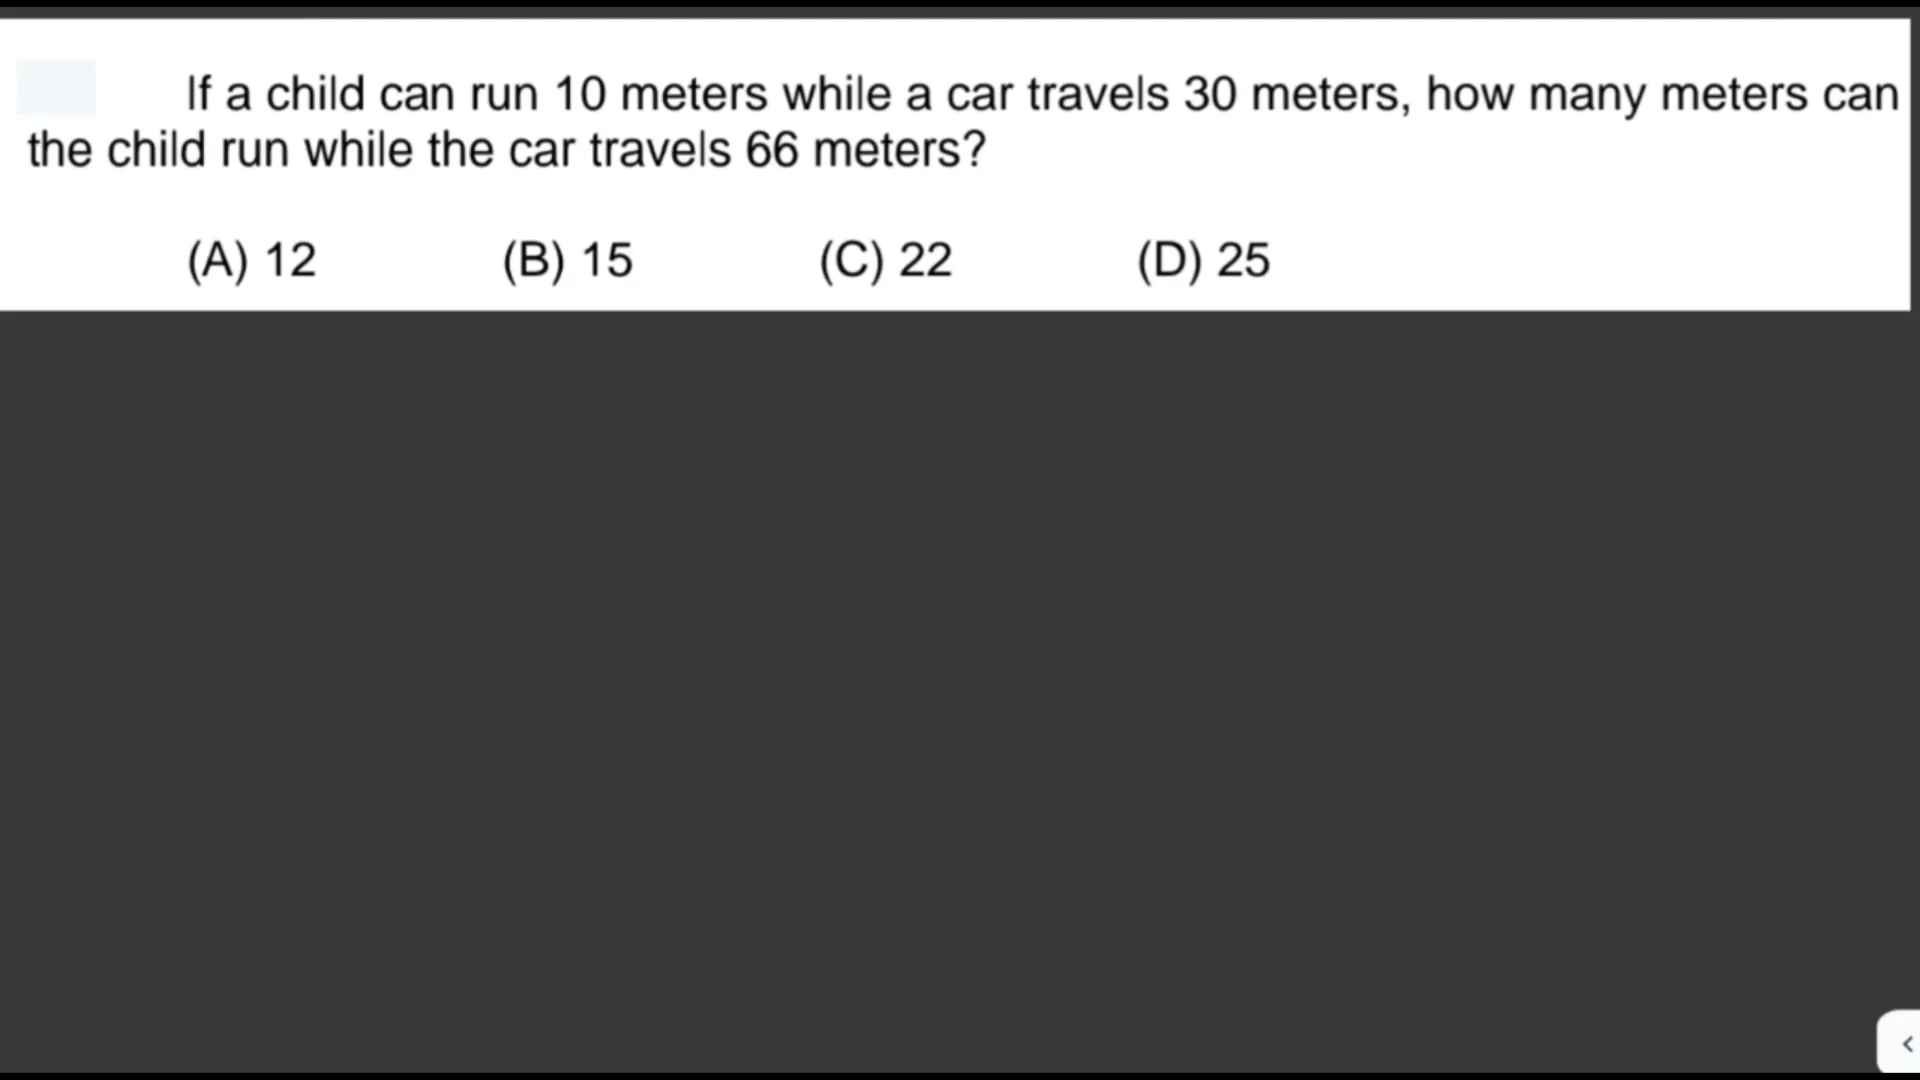 If a child can run 10 meters while a car travels 30 meters, how many meters can
the child run while the car travels 66 meters?
(A) 12 (B) 15 (C) 22 (D) 25